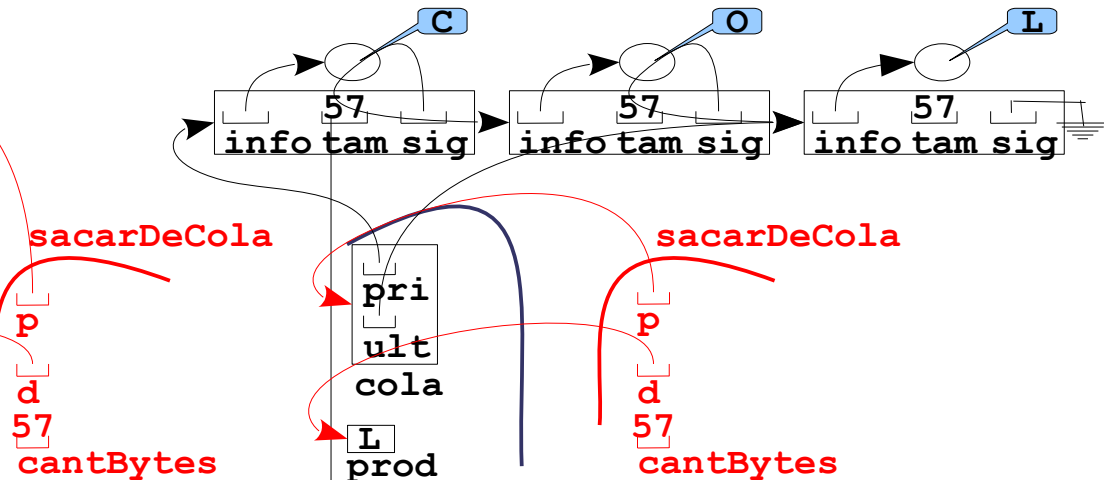 C O L
57 57 57
info tam sig info tam sig info tam sig
sacarDeCola sacarDeCola
pri
p p
ult
cola
d d
57 57
L
cantBytes prod cantBytes